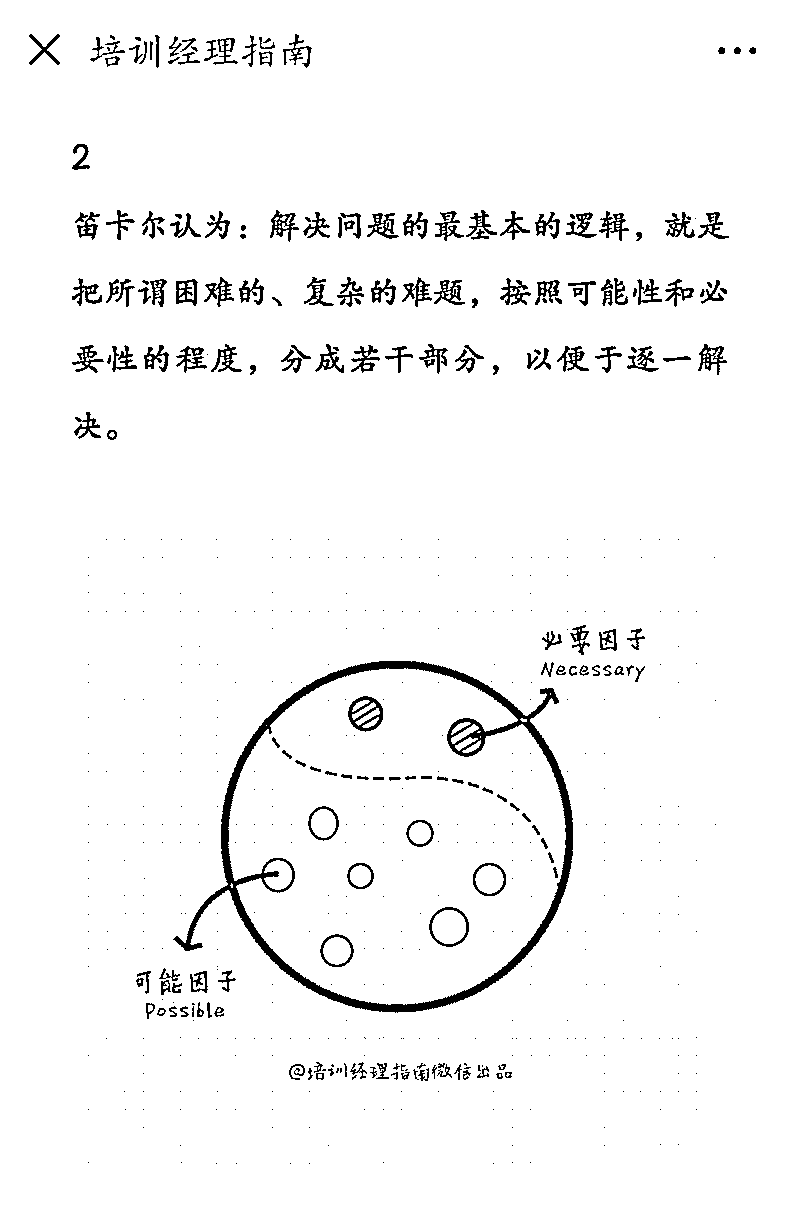 培训经理指南
2
笛卡尔认为：解决问题的最基本的逻辑，就是
把所谓困难的、复杂的难题，按照可能性和必
要性的程度，分成若干部分，以便于逐一解
决。
必要因子
Necessary
可能因子
Possible
@培训经理指南微信出品